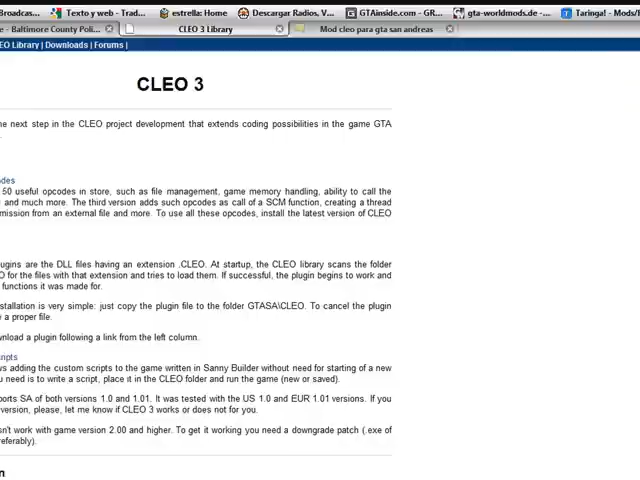 Broadcas... Texto y web - Trad... estrella: Home Descargar Radios, V... GTAinside.com - GR... gta-worldmods.de -... Taringa! - Mods/
e - Baltimore County Poli... CLEO 3 Library Mod cleo para gta san andreas
EO Library | Downloads | Forums |
CLEO 3
he next step in the CLEO project development that extends coding possibilities in the game GTA
.
des
50 useful opcodes in store, such as file management, game memory handling, ability to call the
and much more. The third version adds such opcodes as call of a SCM function, creating a thread
mission from an external file and more. To use all these opcodes, install the latest version of CLEO
ugins are the DLL files having an extension .CLEO. At startup, the CLEO library scans the folder
O for the files with that extension and tries to load them. If successful, the plugin begins to work and
functions it was made for.
stallation is very simple: just copy the plugin file to the folder GTASA\CLEO. To cancel the plugin
e a proper file.
wnload a plugin following a link from the left column.
ripts
ws adding the custom scripts to the game written in Sanny Builder without need for starting of a new
u need is to write a script, place it in the CLEO folder and run the game (new or saved).
ports SA of both versions 1.0 and 1.01. It was tested with the US 1.0 and EUR 1.01 versions. If you
version, please, let me know if CLEO 3 works or does not for you.
sn't work with game version 2.00 and higher. To get it working you need a downgrade patch (.exe of
referably).
n